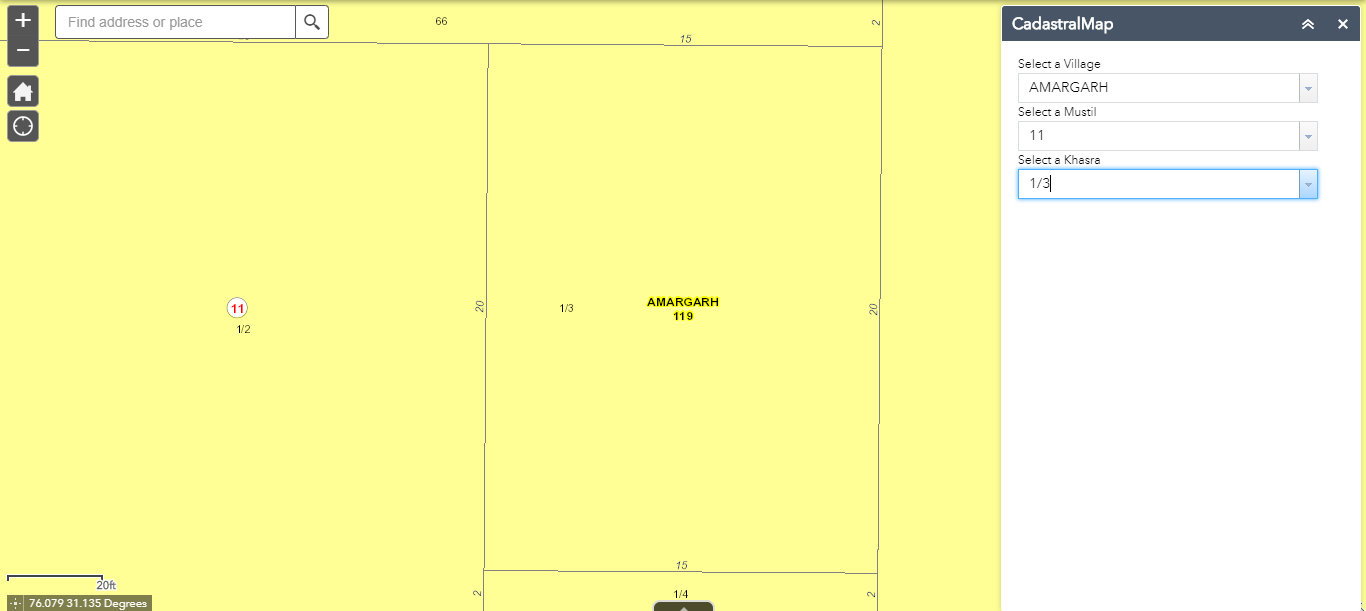 +
Find address or place
66
2
CadastralMap
15
−
Select a Village
AMARGARH
Select a Mustil
11
Select a Khasra
1/3
11
1/2
20
1/3
AMARGARH
119
20
15
20ft
2
1/4
2
76.079 31.135 Degrees